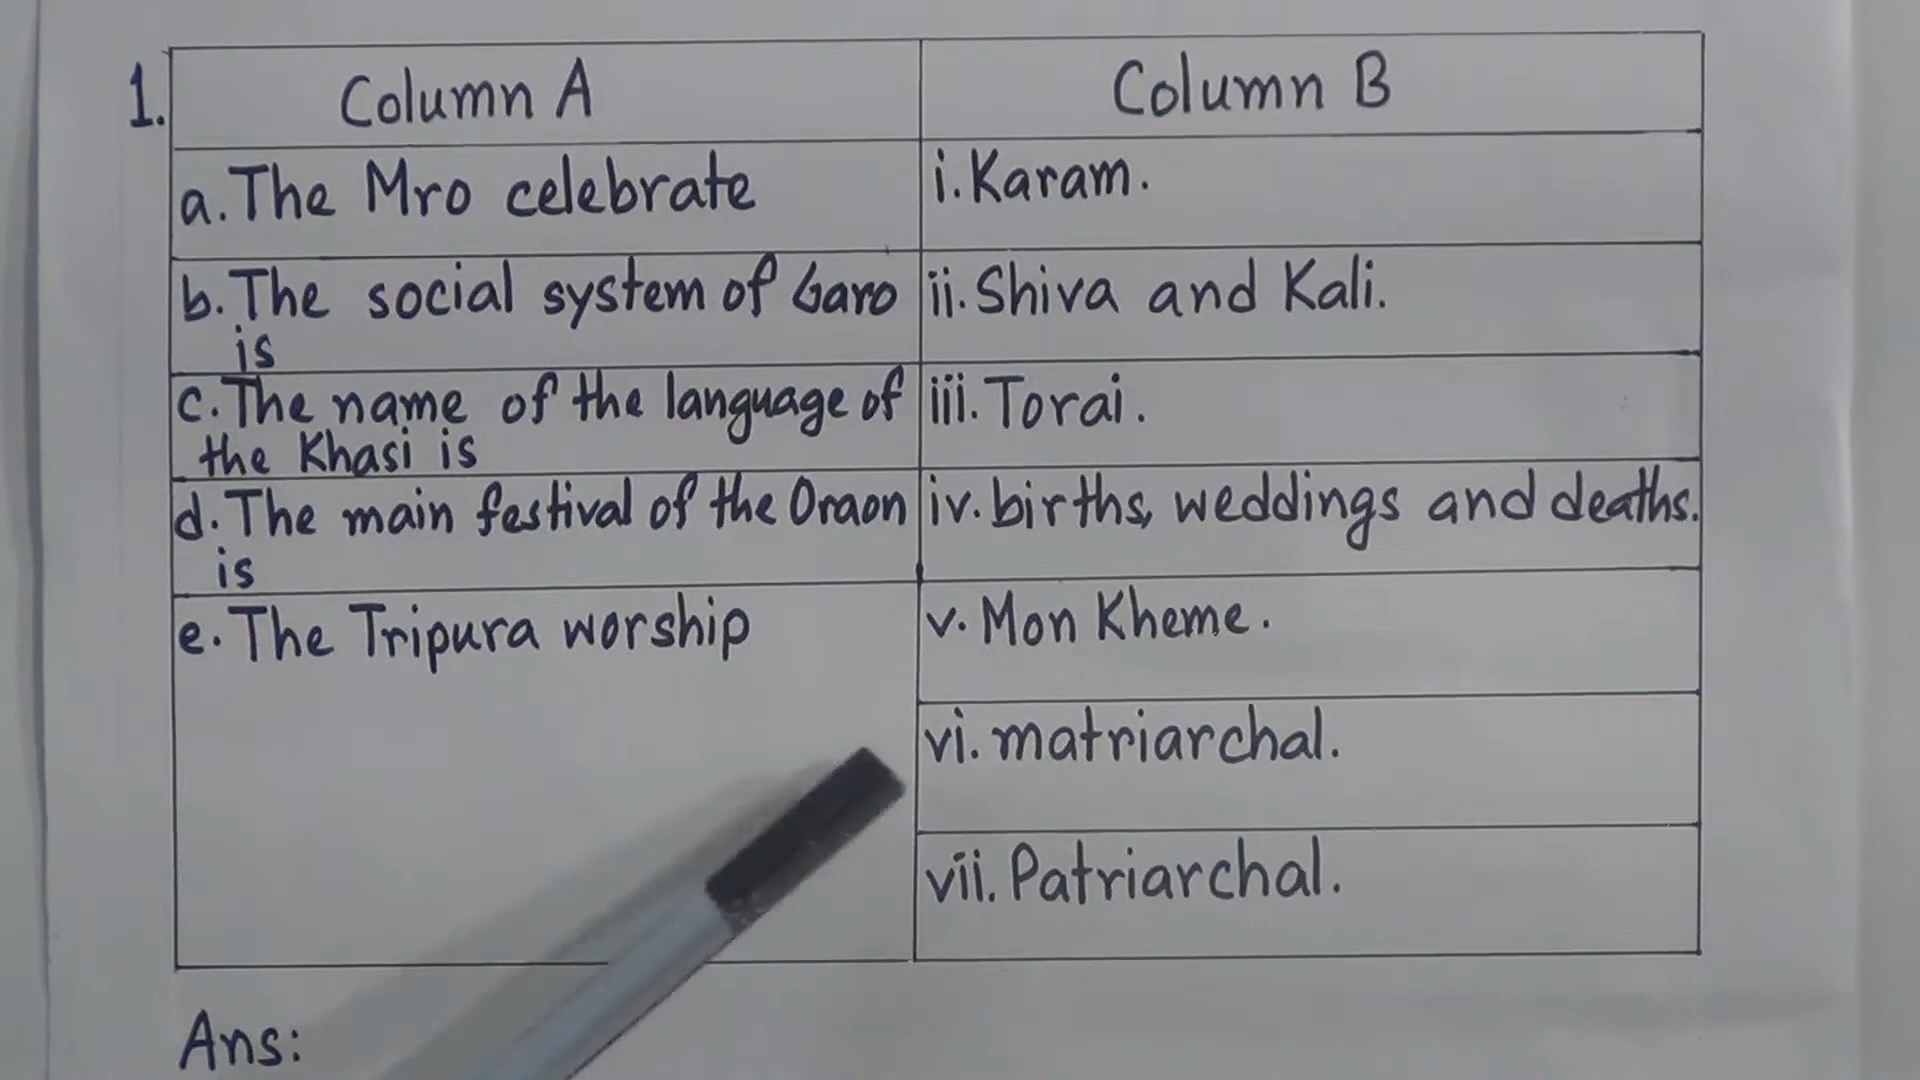 1.
Column A
Column B
a. The Mro celebrate
i. Karam.
b. The social system of Garo
is
ii. Shiva and Kali.
c. The name of the language of
the Khasi is
iii. Torai.
d. The main festival of the Oraon
is
iv. births, weddings and deaths.
e. The Tripura worship
v. Mon Kheme.
vi. matriarchal.
vii. Patriarchal.
Ans: